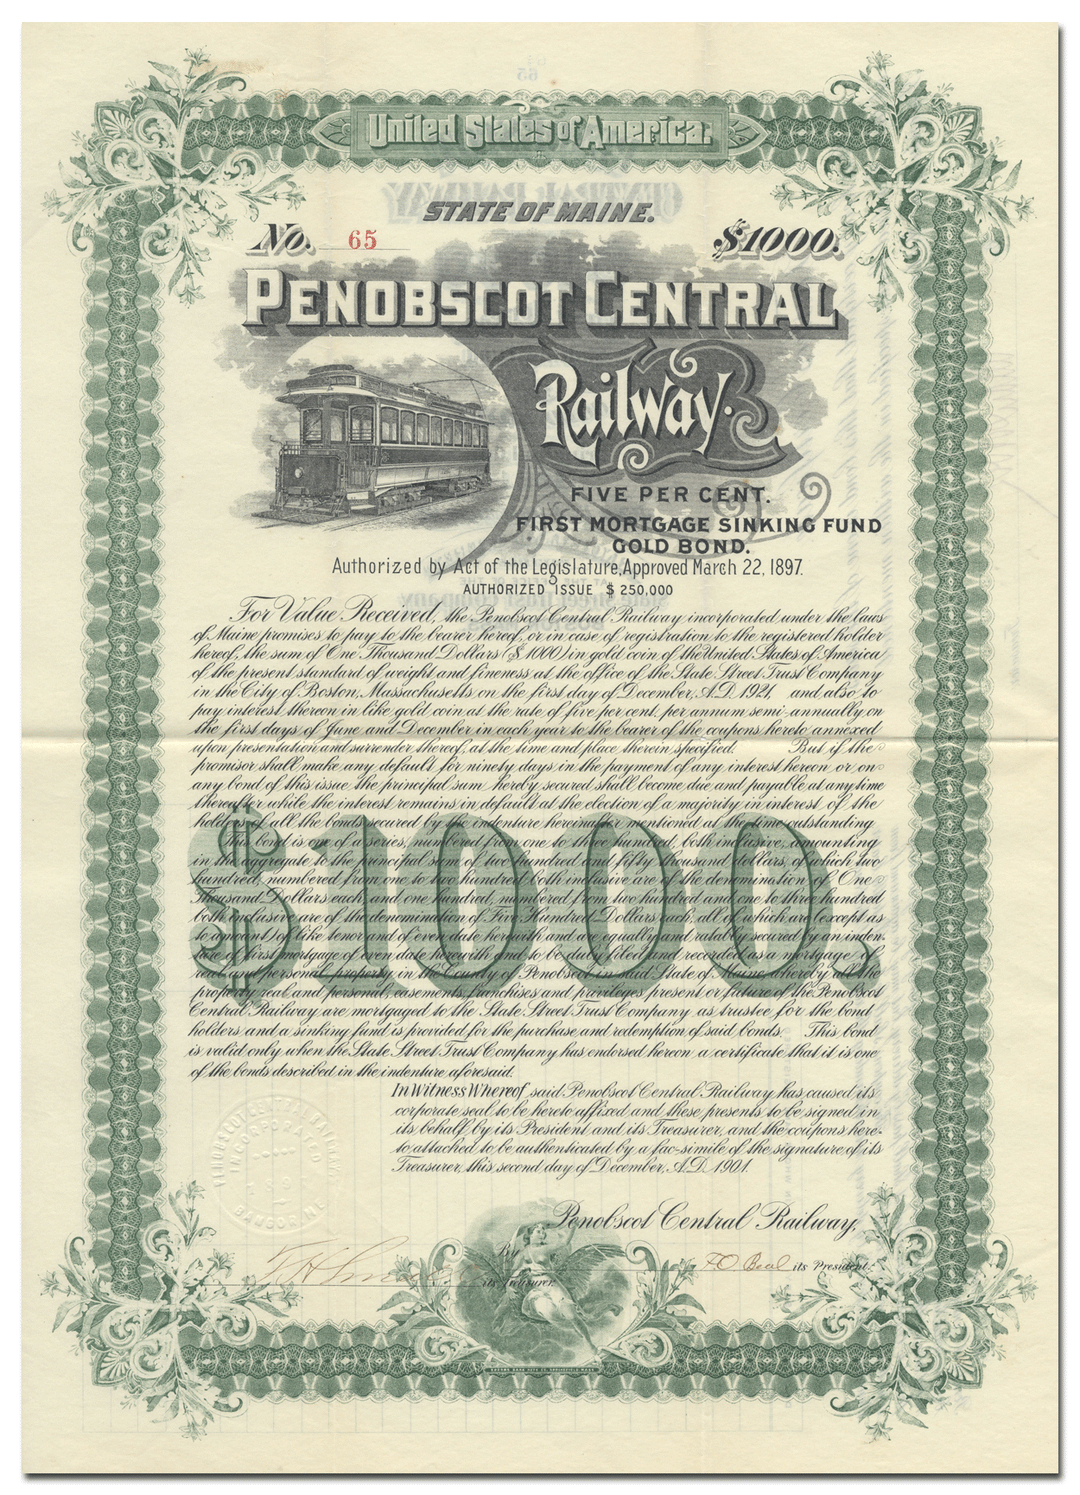 United States of America.
STATE OF MAINE.
No. 65 $1000.
PENOBSCOT CENTRAL
Railway.
FIVE PER CENT.
FIRST MORTGAGE SINKING FUND
GOLD BOND.
Authorized by Act of the Legislature, Approved March 22, 1897.
AUTHORIZED ISSUE $250,000
For Value Received, the Penobscot Central Railway incorporated under the laws
of Maine promises to pay to the bearer hereof, or in case of registration to the registered holder
hereof, the sum of One Thousand Dollars ($1000) in gold coin of the United States of America
of the present standard of weight and fineness at the office of the State Street Trust Company
in the City of Boston, Massachusetts on the first day of December, A.D. 1921, and also to
pay interest thereon in like gold coin at the rate of five per cent. per annum semi-annually on
the first days of June and December in each year to the bearer of the coupons hereto annexed
upon presentation and surrender thereof, at the time and place therein specified. But if the
promisor shall make any default for ninety days in the payment of any interest hereon or on
any bond of this issue the principal sum hereby secured shall become due and payable at any time
thereafter while the interest remains in default at the election of a majority in interest of the
holders of all the bonds secured by the indenture hereinafter mentioned at the time outstanding
This bond is one of a series, numbered from one to three hundred, both inclusive, amounting
in the aggregate to the principal sum of two hundred and fifty thousand dollars, of which two
hundred, numbered from one to two hundred both inclusive are of the denomination of One
Thousand Dollars each, and one hundred, numbered from two hundred and one to three hundred
both inclusive are of the denomination of Five Hundred Dollars each, all of which are (except as
to amount) of like tenor and of even date herewith and are equally and ratably secured by an inden-
ture of first mortgage of even date herewith and to be duly filed and recorded as a mortgage of
real and personal property in the County of Penobscot in said State of Maine, whereby all the
property real and personal, easements, franchises and privileges present or future of the Penobscot
Central Railway are mortgaged to the State Street Trust Company as trustee for the bond
holders and a sinking fund is provided for the purchase and redemption of said bonds. This bond
is valid only when the State Street Trust Company has endorsed hereon a certificate that it is one
of the bonds described in the indenture aforesaid.
$1000.
In Witness Whereof, said Penobscot Central Railway has caused its
corporate seal to be hereto affixed and these presents to be signed in
its behalf by its President and its Treasurer, and the coupons here-
to attached to be authenticated by a fac-simile of the signature of its
Treasurer, this second day of December, A.D. 1901.
PENOBSCOT CENTRAL RAILWAY
INCORPORATED
BANGOR, ME.
Penobscot Central Railway,
By F.O. Beal its President.
its Treasurer